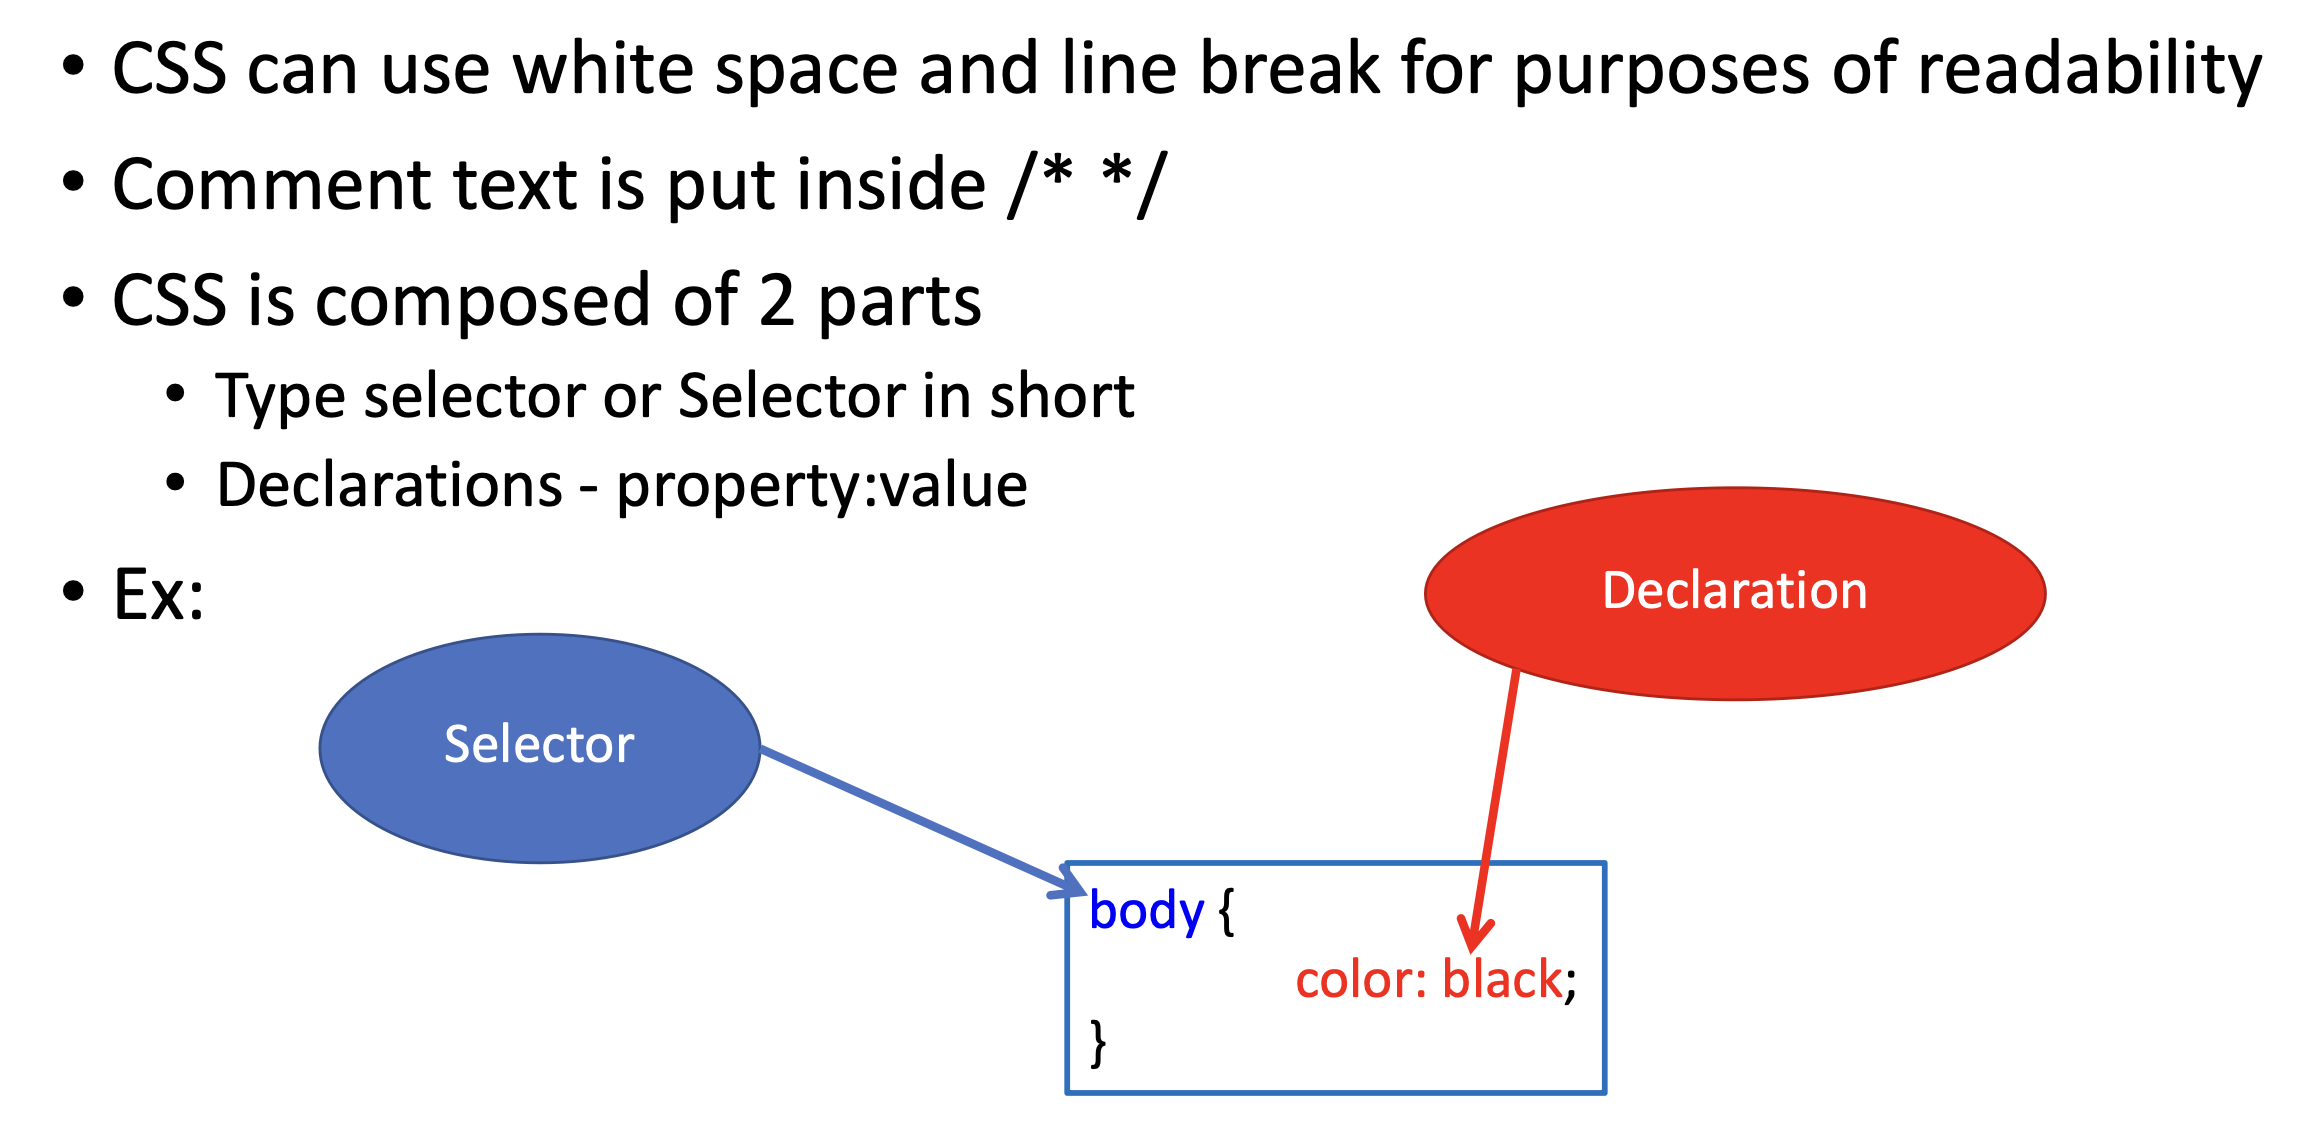 • CSS can use white space and line break for purposes of readability
• Comment text is put inside /* */
• CSS is composed of 2 parts
• Type selector or Selector in short
• Declarations - property:value
• Ex:
Declaration
Selector
body {
color: black;
}